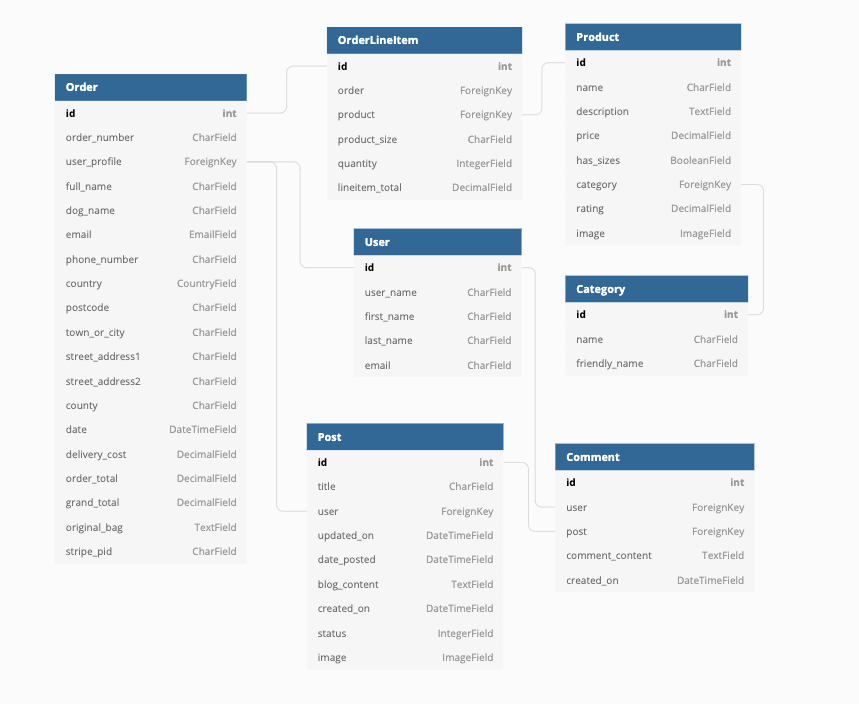 Order
id int
order_number CharField
user_profile ForeignKey
full_name CharField
dog_name CharField
email EmailField
phone_number CharField
country CountryField
postcode CharField
town_or_city CharField
street_address1 CharField
street_address2 CharField
county CharField
date DateTimeField
delivery_cost DecimalField
order_total DecimalField
grand_total DecimalField
original_bag TextField
stripe_pid CharField
OrderLineItem
id int
order ForeignKey
product ForeignKey
product_size CharField
quantity IntegerField
lineitem_total DecimalField
Product
id int
name CharField
description TextField
price DecimalField
has_sizes BooleanField
category ForeignKey
rating DecimalField
image ImageField
User
id int
user_name CharField
first_name CharField
last_name CharField
email CharField
Category
id int
name CharField
friendly_name CharField
Post
id int
title CharField
user ForeignKey
updated_on DateTimeField
date_posted DateTimeField
blog_content TextField
created_on DateTimeField
status IntegerField
image ImageField
Comment
id int
user ForeignKey
post ForeignKey
comment_content TextField
created_on DateTimeField